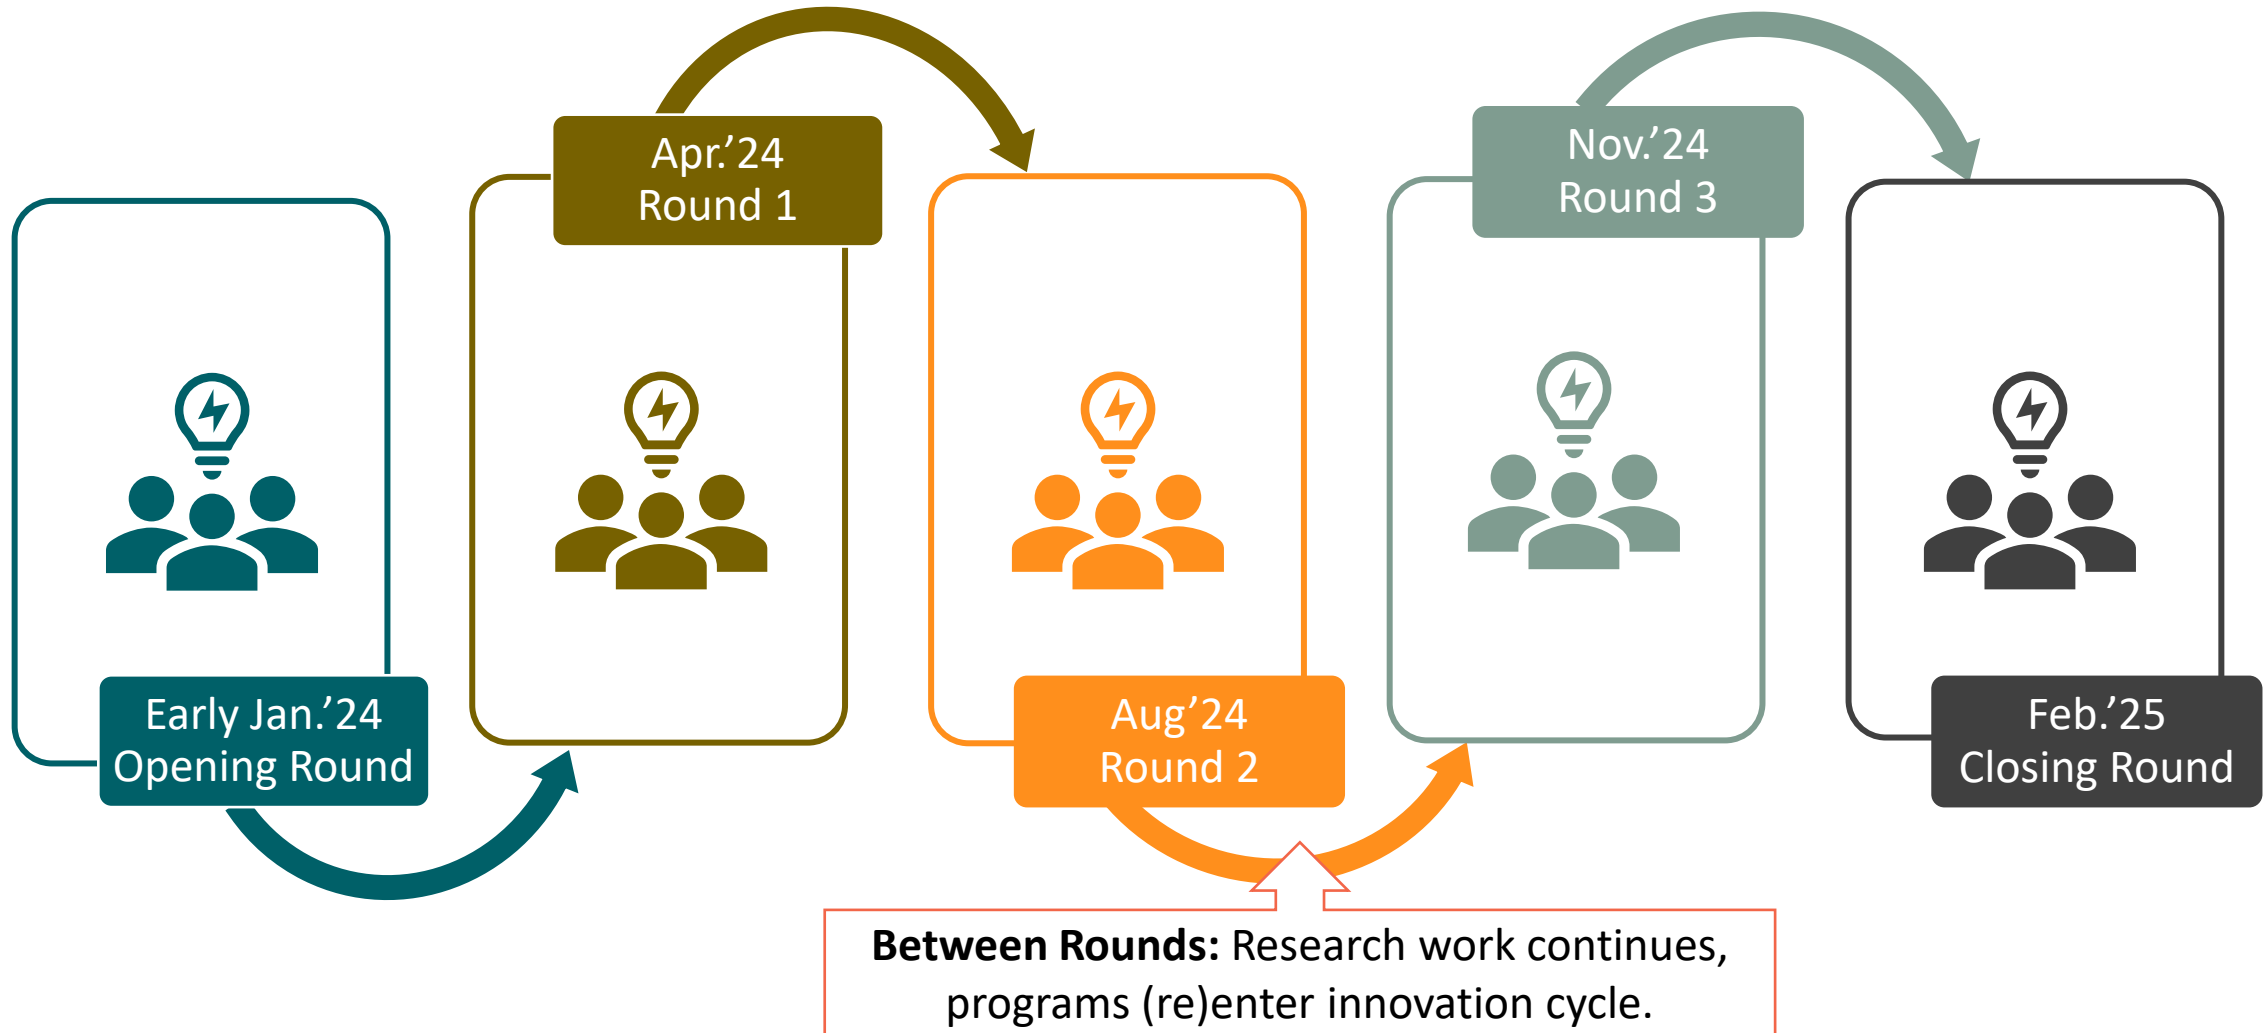 Early Jan.’24
Opening Round
Apr.’24
Round 1
Aug’24
Round 2
Nov.’24
Round 3
Feb.’25
Closing Round
Between Rounds: Research work continues,
programs (re)enter innovation cycle.